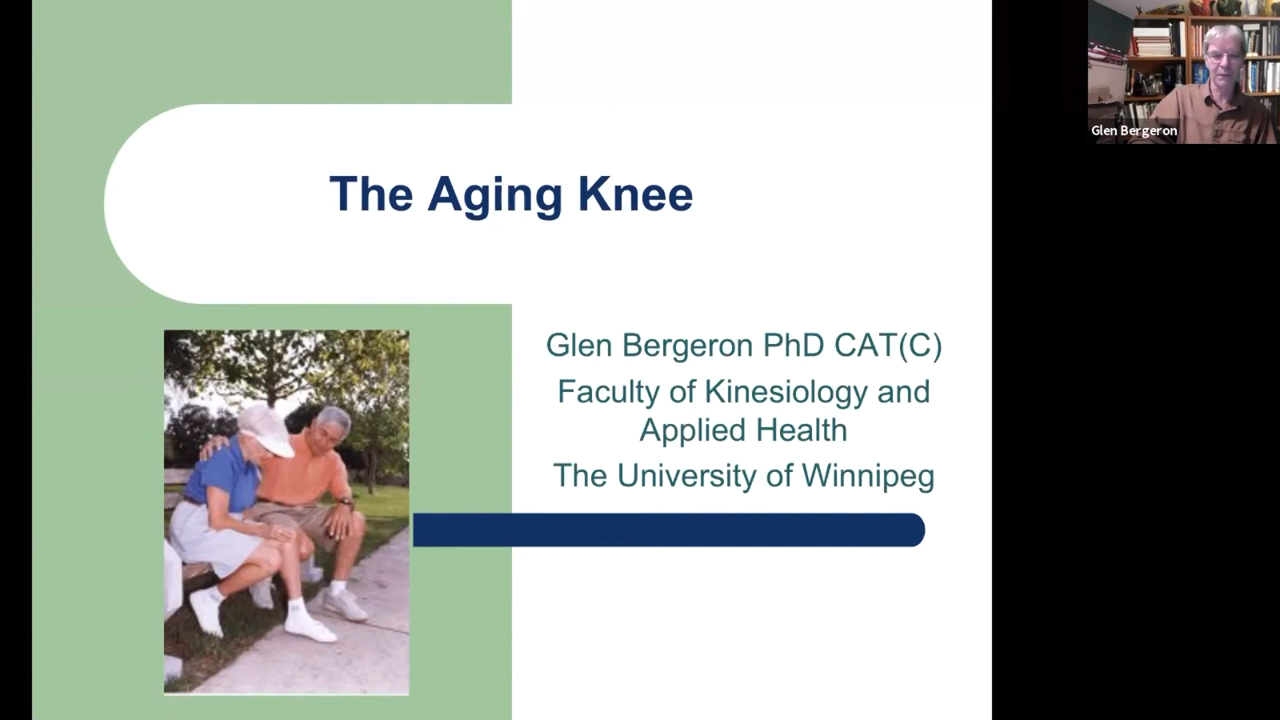 The Aging Knee
Glen Bergeron PhD CAT(C)
Faculty of Kinesiology and
Applied Health
The University of Winnipeg
Glen Bergeron